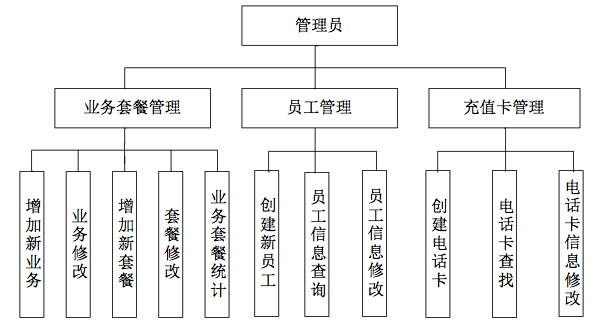 管理员
业务套餐管理
员工管理
充值卡管理
增加新业务
业务修改
增加新套餐
套餐修改
业务套餐统计
创建新员工
员工信息查询
员工信息修改
创建电话卡
电话卡查找
电话卡信息修改